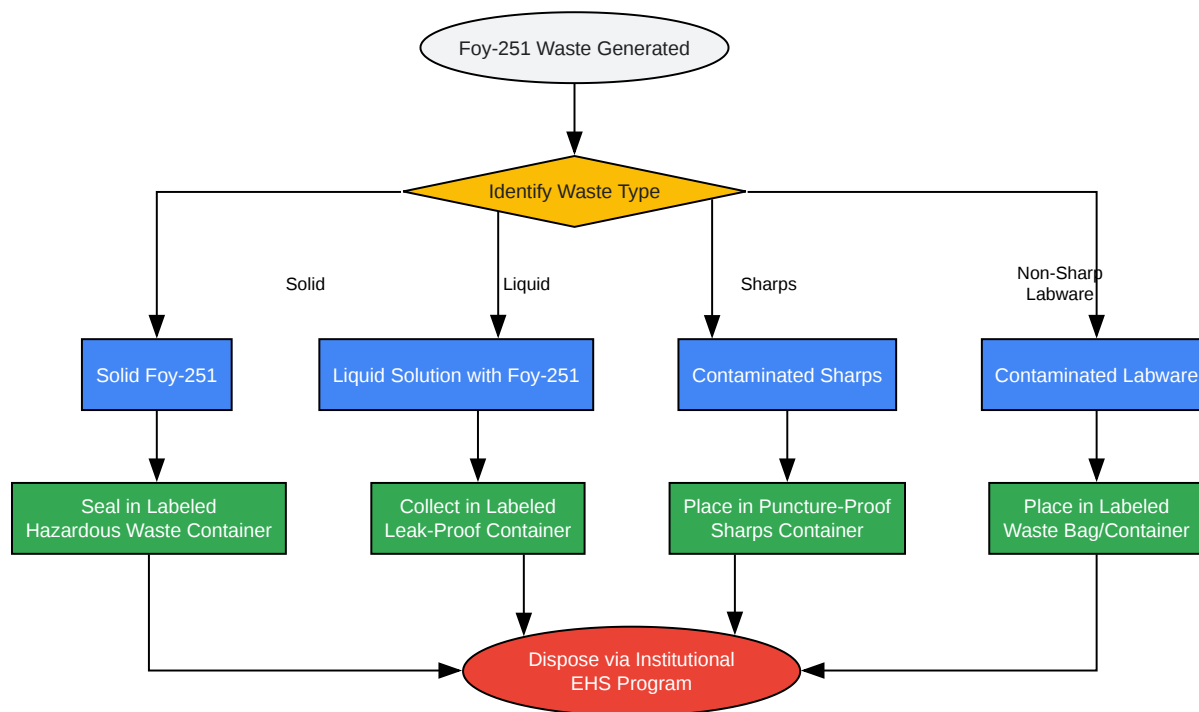 Foy-251 Waste Generated
Identify Waste Type
Solid
Liquid
Sharps
Non-Sharp
Labware
Solid Foy-251
Liquid Solution with Foy-251
Contaminated Sharps
Contaminated Labware
Seal in Labeled
Hazardous Waste Container
Collect in Labeled
Leak-Proof Container
Place in Puncture-Proof
Sharps Container
Place in Labeled
Waste Bag/Container
Dispose via Institutional
EHS Program